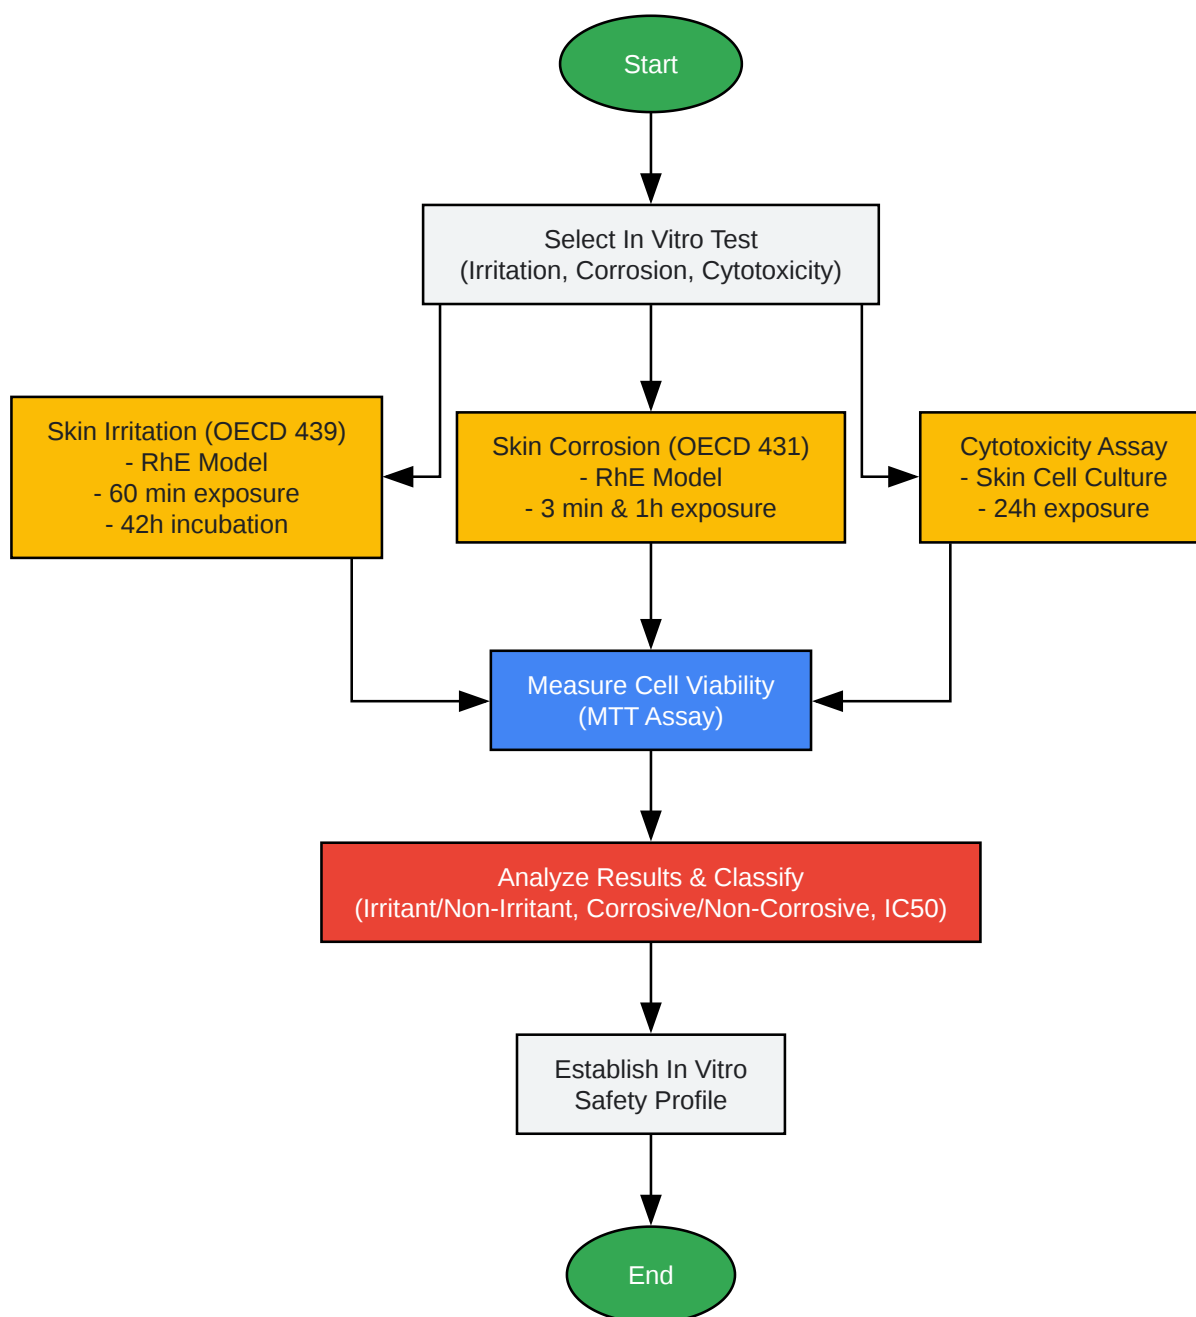 Start
Select In Vitro Test
(Irritation, Corrosion, Cytotoxicity)
Skin Irritation (OECD 439)
- RhE Model
- 60 min exposure
- 42h incubation
Skin Corrosion (OECD 431)
- RhE Model
- 3 min & 1h exposure
Cytotoxicity Assay
- Skin Cell Culture
- 24h exposure
Measure Cell Viability
(MTT Assay)
Analyze Results & Classify
(Irritant/Non-Irritant, Corrosive/Non-Corrosive, IC50)
Establish In Vitro
Safety Profile
End